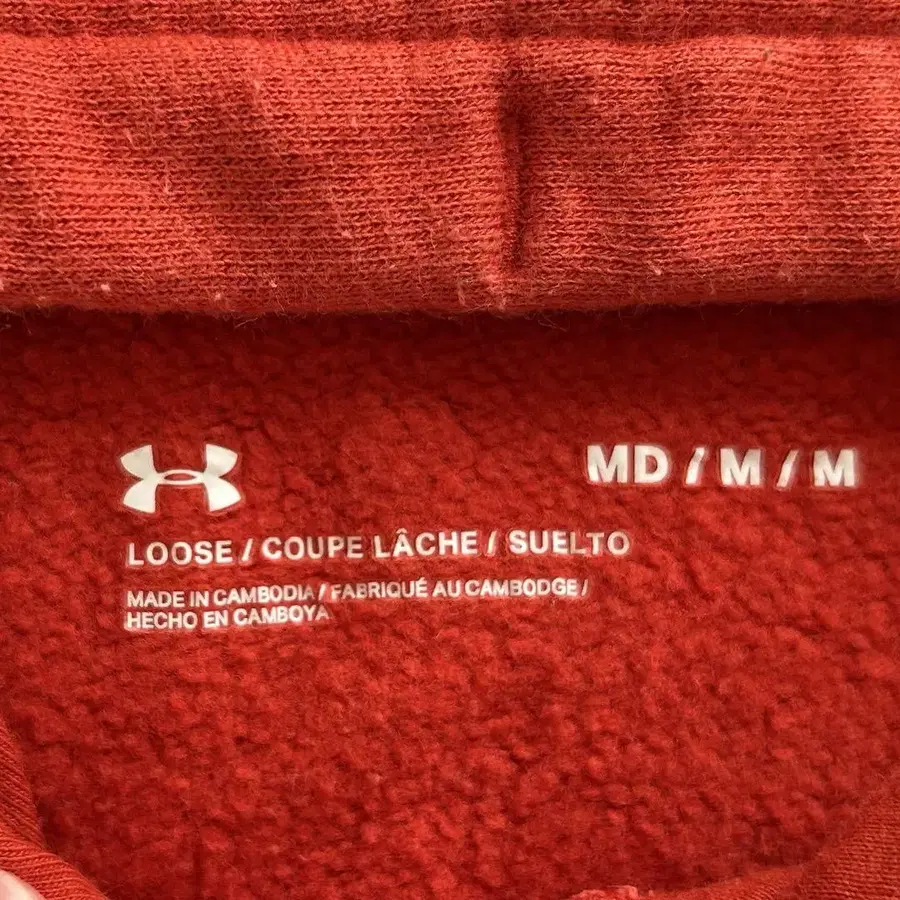 MD / M / M
LOOSE / COUPE LÂCHE / SUELTO
MADE IN CAMBODIA / FABRIQUÉ AU CAMBODGE /
HECHO EN CAMBOYA